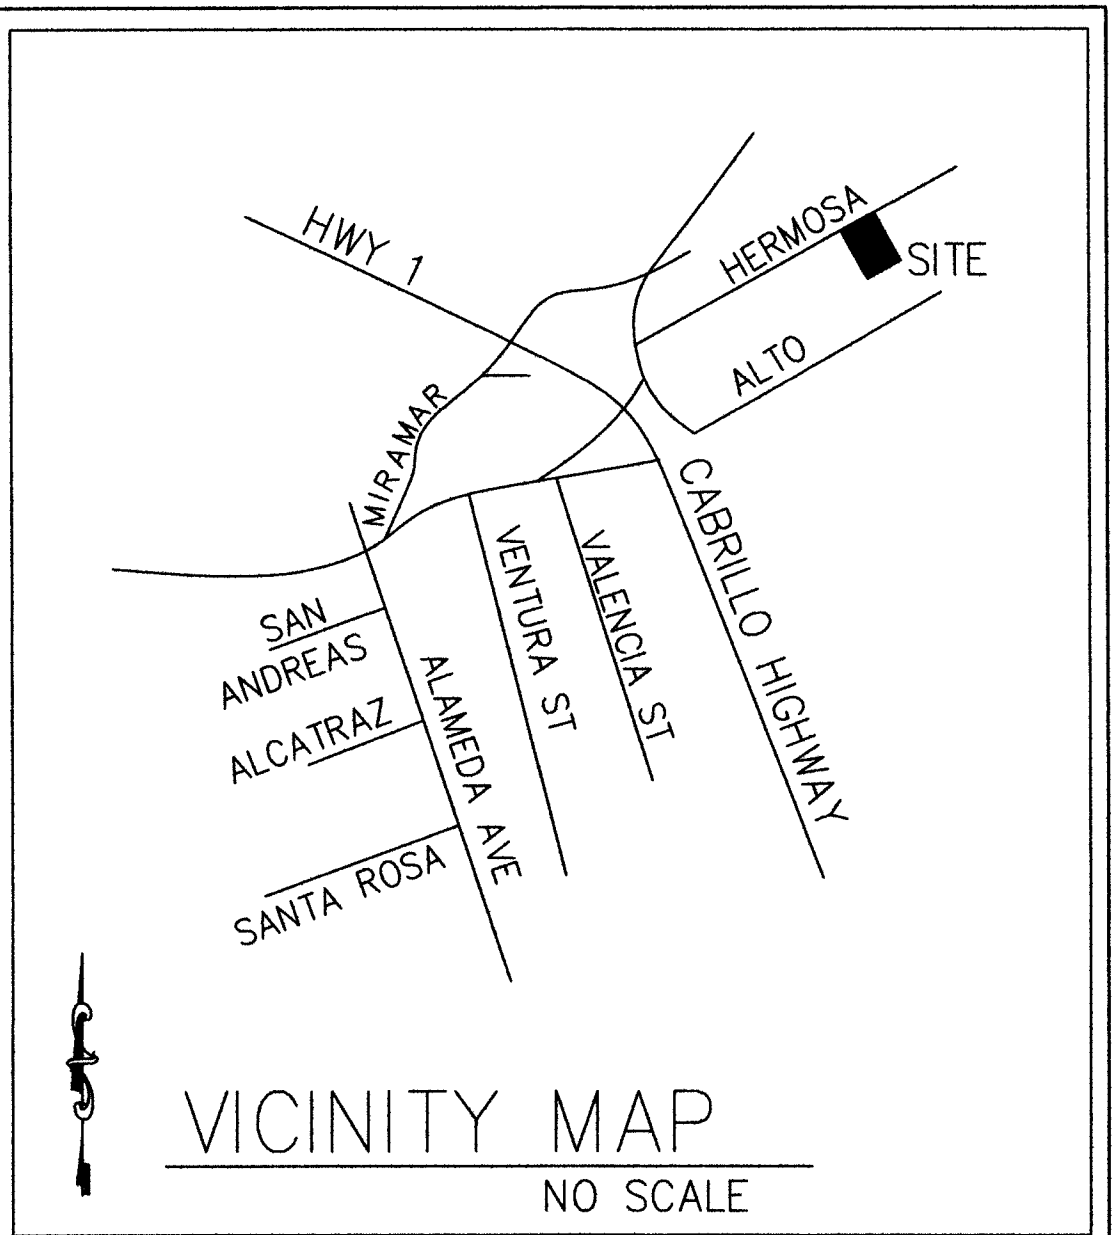 HWY 1
HERMOSA
SITE
ALTO
MIRAMAR
CABRILLO HIGHWAY
VENTURA ST
VALENCIA ST
SAN
ANDREAS
ALCATRAZ
ALAMEDA AVE
SANTA ROSA
VICINITY MAP
NO SCALE